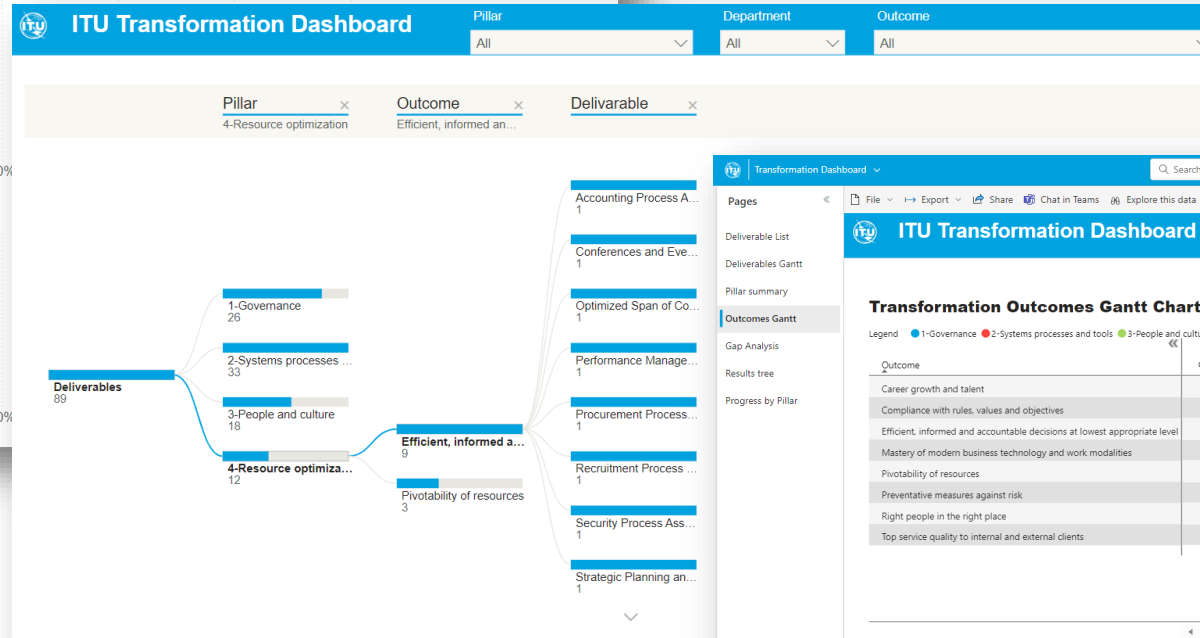 ITU Transformation Dashboard
Pillar
All
Department
All
Outcome
All
Pillar
4-Resource optimization
Outcome
Efficient, informed an...
Delivarable
Deliverables
89
1-Governance
26
2-Systems processes ...
33
3-People and culture
18
4-Resource optimiza...
12
Efficient, informed a...
9
Pivotability of resources
3
Accounting Process A...
1
Conferences and Eve...
1
Optimized Span of Co...
1
Performance Manage...
1
Procurement Process...
1
Recruitment Process ...
1
Security Process Ass...
1
Strategic Planning an...
1
0%
0%
Transformation Dashboard
Search
Pages
Deliverable List
Deliverables Gantt
Pillar summary
Outcomes Gantt
Gap Analysis
Results tree
Progress by Pillar
File
Export
Share
Chat in Teams
Explore this data
ITU Transformation Dashboard
Transformation Outcomes Gantt Chart
Legend 1-Governance 2-Systems processes and tools 3-People and cultu
Outcome
Career growth and talent
Compliance with rules, values and objectives
Efficient, informed and accountable decisions at lowest appropriate level
Mastery of modern business technology and work modalities
Pivotability of resources
Preventative measures against risk
Right people in the right place
Top service quality to internal and external clients